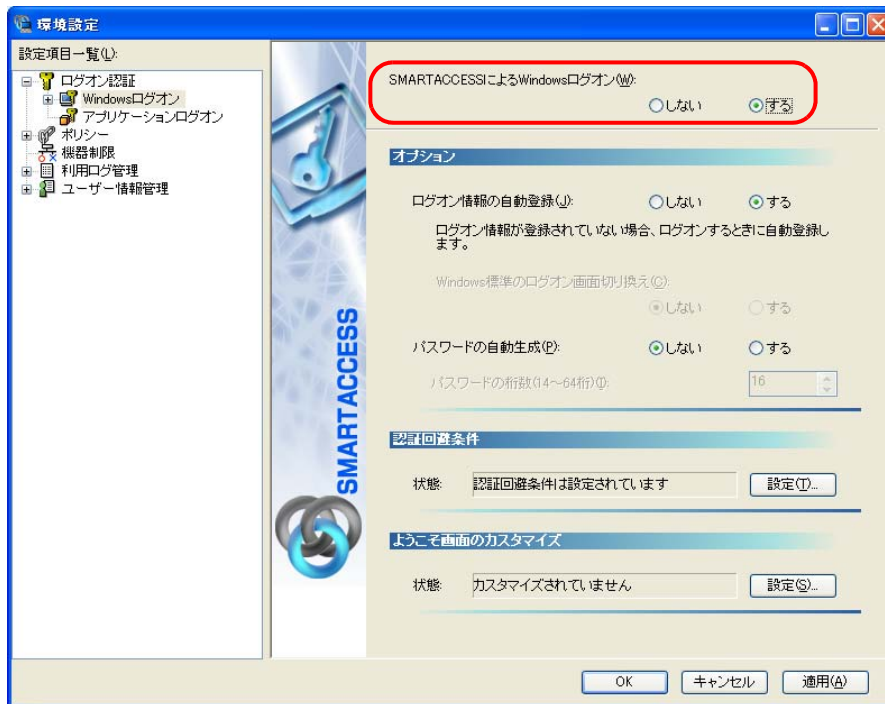 環境設定
設定項目一覧(L):
ログオン認証
Windowsログオン
アプリケーションログオン
ポリシー
機器制限
利用ログ管理
ユーザー情報管理
SMARTACCESS
SMARTACCESSによるWindowsログオン(W):
しない
する
オプション
ログオン情報の自動登録(J):
しない
する
ログオン情報が登録されていない場合、ログオンするときに自動登録し
ます。
Windows標準のログオン画面切り換え(C):
しない
する
パスワードの自動生成(P):
しない
する
パスワードの桁数(14～64桁)(I):
16
認証回避条件
状態:
認証回避条件は設定されています
設定(T)...
ようこそ画面のカスタマイズ
状態:
カスタマイズされていません
設定(S)...
OK
キャンセル
適用(A)